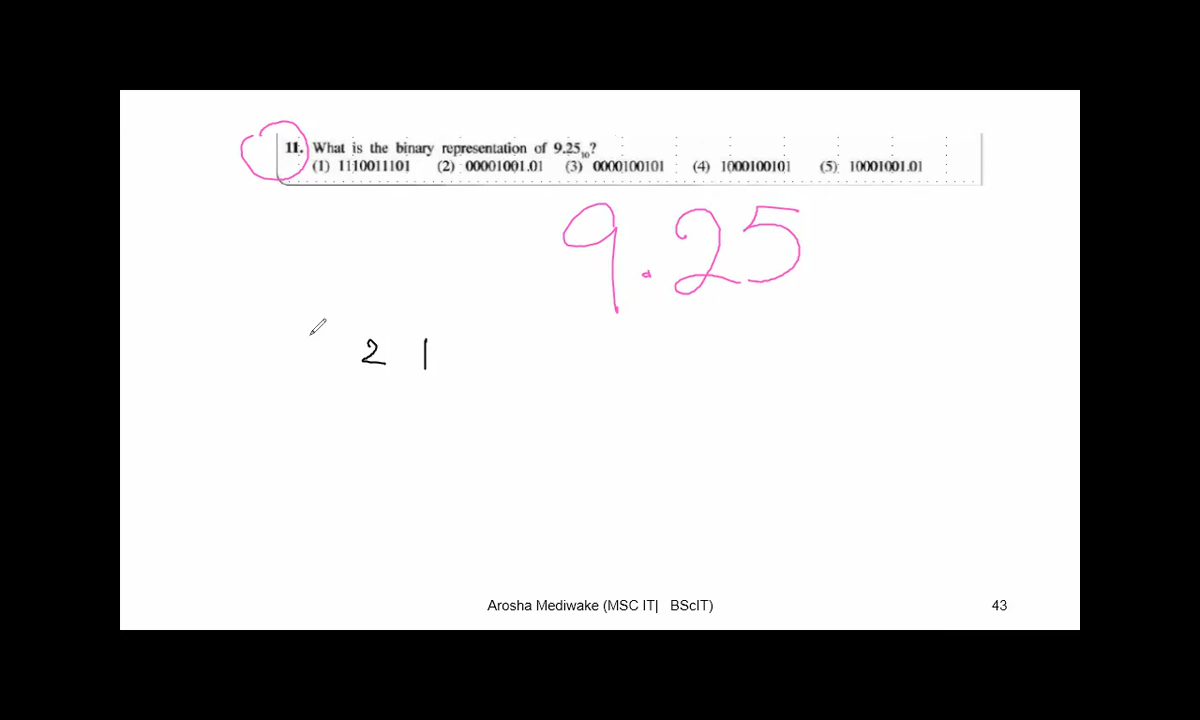 11. What is the binary representation of 9.25₁₀?
(1) 1110011101 (2) 00001001.01 (3) 0000100101 (4) 1000100101 (5) 10001001.01
9.25
2 1
Arosha Mediwake (MSC IT| BScIT)
43